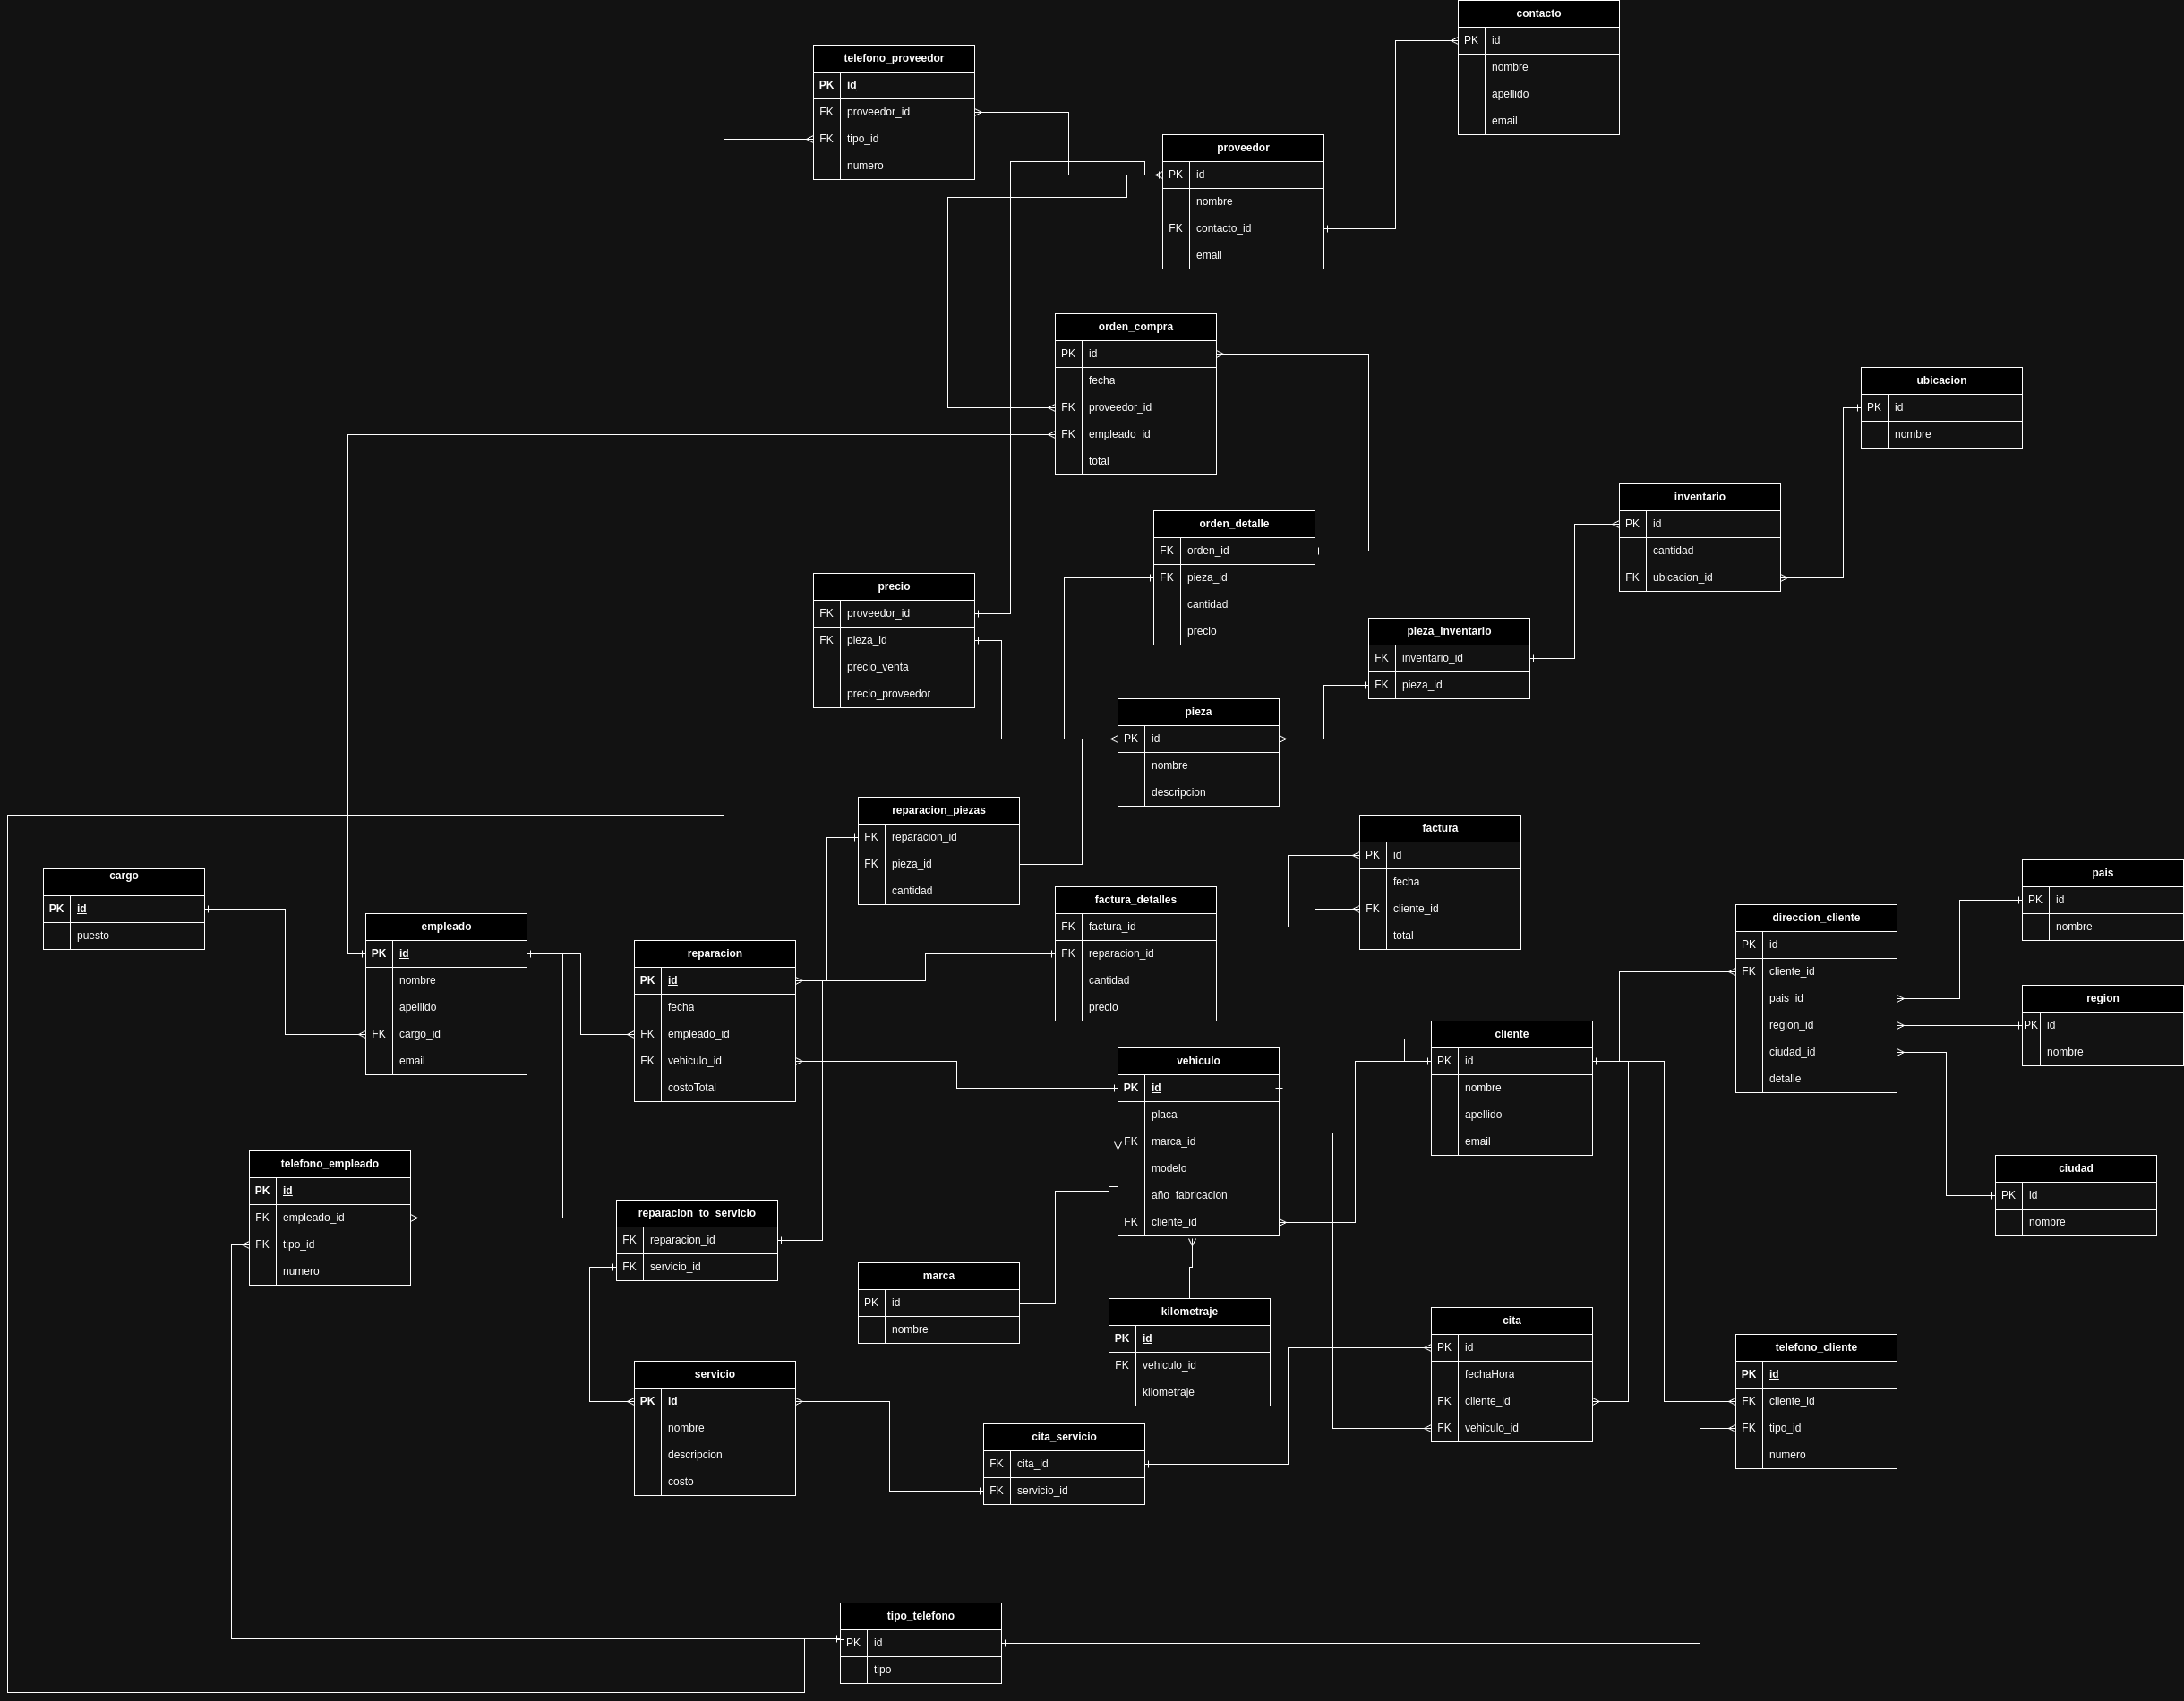 contacto
PK id
nombre
apellido
email
telefono_proveedor
PK id
FK proveedor_id
FK tipo_id
numero
proveedor
PK id
nombre
FK contacto_id
email
orden_compra
PK id
fecha
FK proveedor_id
FK empleado_id
total
ubicacion
PK id
nombre
inventario
PK id
cantidad
FK ubicacion_id
orden_detalle
FK orden_id
FK pieza_id
cantidad
precio
precio
FK proveedor_id
FK pieza_id
precio_venta
precio_proveedor
pieza_inventario
FK inventario_id
FK pieza_id
pieza
PK id
nombre
descripcion
reparacion_piezas
FK reparacion_id
FK pieza_id
cantidad
factura
PK id
fecha
FK cliente_id
total
cargo
PK id
puesto
empleado
PK id
nombre
apellido
FK cargo_id
email
reparacion
PK id
fecha
FK empleado_id
FK vehiculo_id
costoTotal
factura_detalles
FK factura_id
FK reparacion_id
cantidad
precio
pais
PK id
nombre
direccion_cliente
PK id
FK cliente_id
pais_id
region_id
ciudad_id
detalle
region
PK id
nombre
cliente
PK id
nombre
apellido
email
vehiculo
PK id
placa
FK marca_id
modelo
año_fabricacion
FK cliente_id
ciudad
PK id
nombre
telefono_empleado
PK id
FK empleado_id
FK tipo_id
numero
reparacion_to_servicio
FK reparacion_id
FK servicio_id
marca
PK id
nombre
kilometraje
PK id
FK vehiculo_id
kilometraje
cita
PK id
fechaHora
FK cliente_id
FK vehiculo_id
telefono_cliente
PK id
FK cliente_id
FK tipo_id
numero
servicio
PK id
nombre
descripcion
costo
cita_servicio
FK cita_id
FK servicio_id
tipo_telefono
PK id
tipo